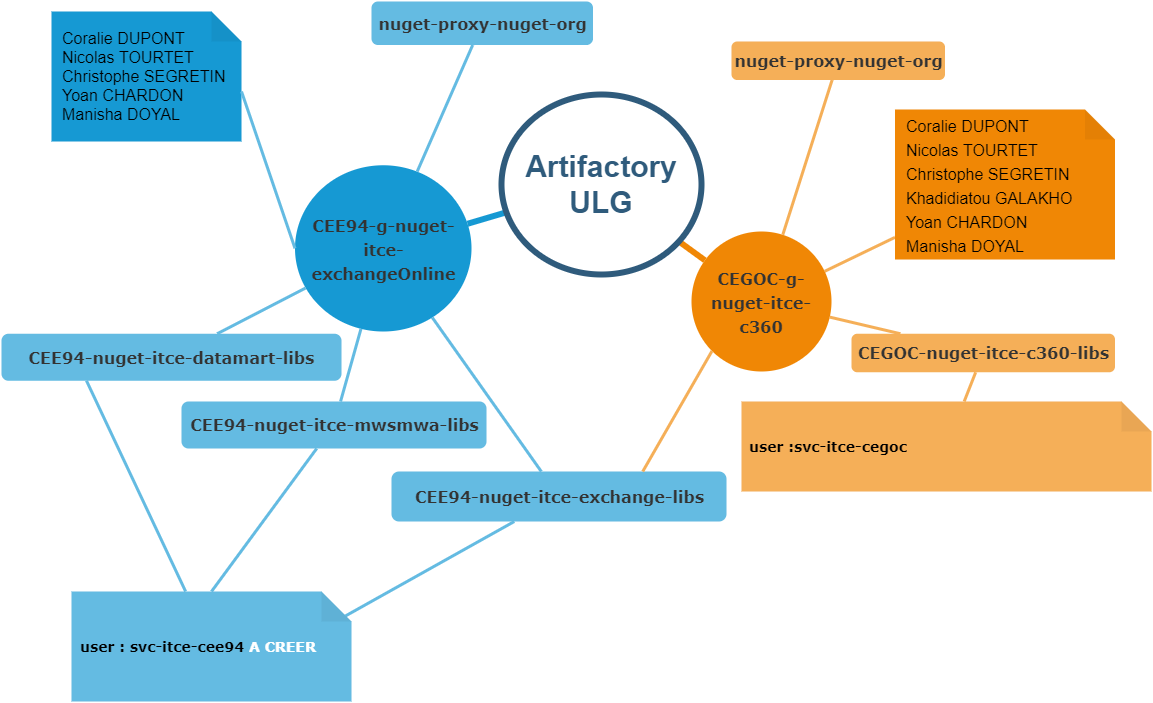 nuget-proxy-nuget-org
Coralie DUPONT
Nicolas TOURTET
Christophe SEGRETIN
Yoan CHARDON
Manisha DOYAL
nuget-proxy-nuget-org
Artifactory
ULG
Coralie DUPONT
Nicolas TOURTET
Christophe SEGRETIN
Khadidiatou GALAKHO
Yoan CHARDON
Manisha DOYAL
CEE94-g-nuget-
itce-
exchangeOnline
CEGOC-g-
nuget-itce-
c360
CEE94-nuget-itce-datamart-libs
CEGOC-nuget-itce-c360-libs
CEE94-nuget-itce-mwsmwa-libs
user :svc-itce-cegoc
CEE94-nuget-itce-exchange-libs
user : svc-itce-cee94 A CREER